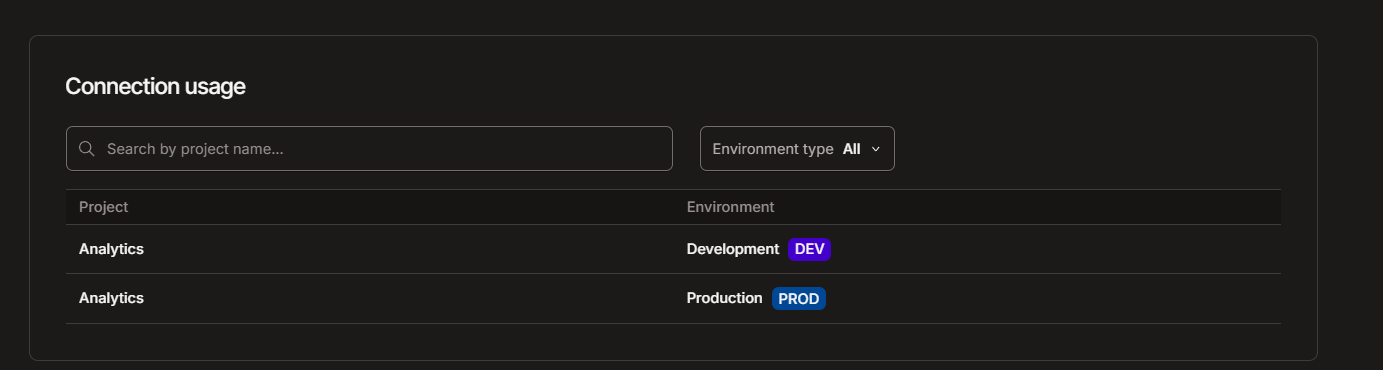 Connection usage
Search by project name...
Environment type All
Project Environment
Analytics Development DEV
Analytics Production PROD